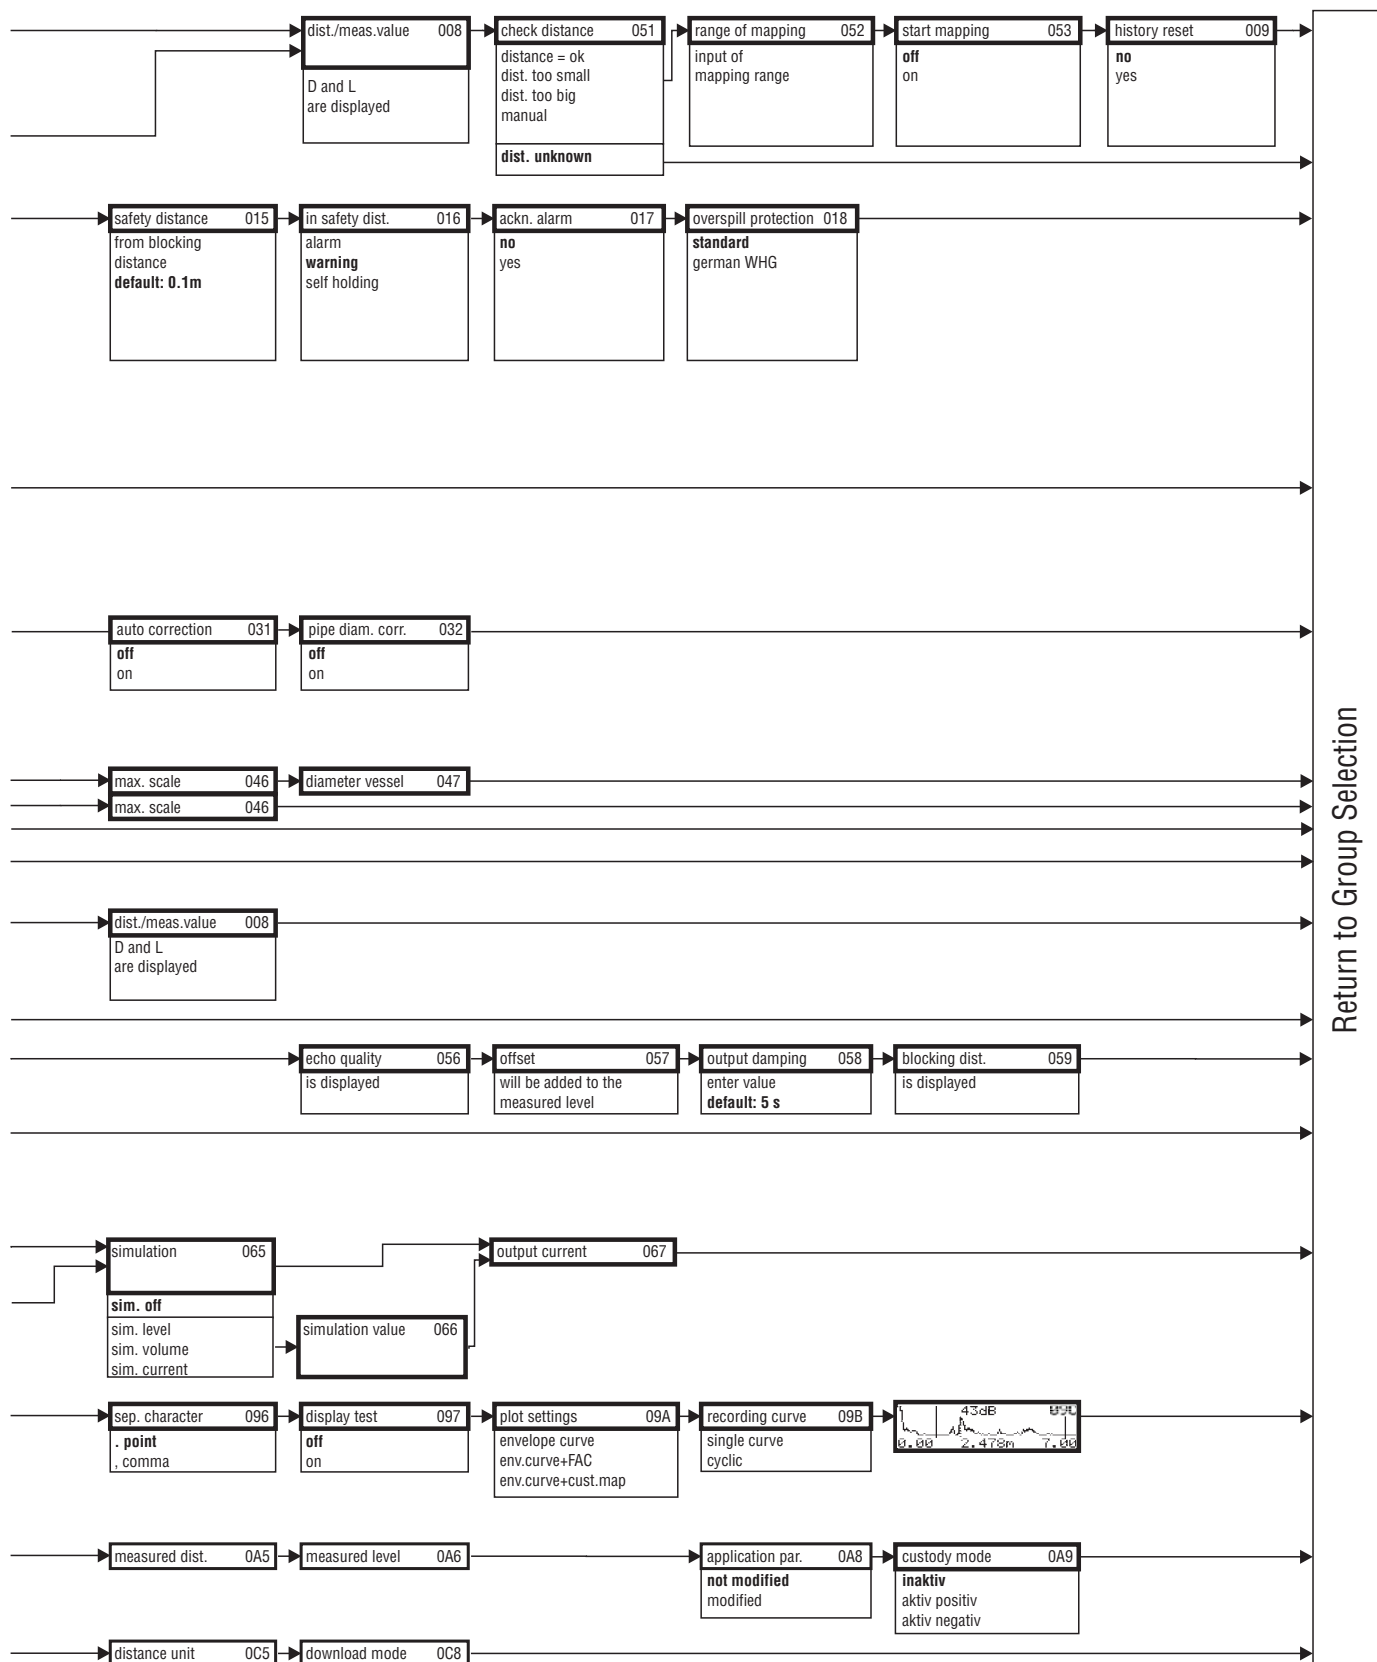 dist./meas.value 008
D and L
are displayed
check distance 051
distance = ok
dist. too small
dist. too big
manual
dist. unknown
range of mapping 052
input of
mapping range
start mapping 053
off
on
history reset 009
no
yes
safety distance 015
from blocking
distance
default: 0.1m
in safety dist. 016
alarm
warning
self holding
ackn. alarm 017
no
yes
overspill protection 018
standard
german WHG
auto correction 031
off
on
pipe diam. corr. 032
off
on
max. scale 046
diameter vessel 047
max. scale 046
dist./meas.value 008
D and L
are displayed
echo quality 056
is displayed
offset 057
will be added to the
measured level
output damping 058
enter value
default: 5 s
blocking dist. 059
is displayed
simulation 065
sim. off
sim. level
sim. volume
sim. current
simulation value 066
output current 067
sep. character 096
. point
, comma
display test 097
off
on
plot settings 09A
envelope curve
env.curve+FAC
env.curve+cust.map
recording curve 09B
single curve
cyclic
43dB 09C
0.00 2.478m 7.00
measured dist. 0A5
measured level 0A6
application par. 0A8
not modified
modified
custody mode 0A9
inaktiv
aktiv positiv
aktiv negativ
distance unit 0C5
download mode 0C8
Return to Group Selection